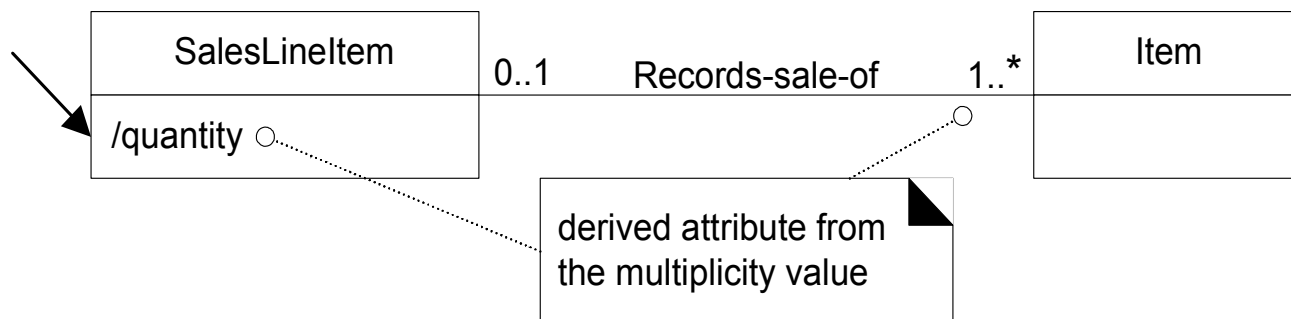 SalesLineItem
0..1
Records-sale-of
1..*
Item
/quantity
derived attribute from
the multiplicity value